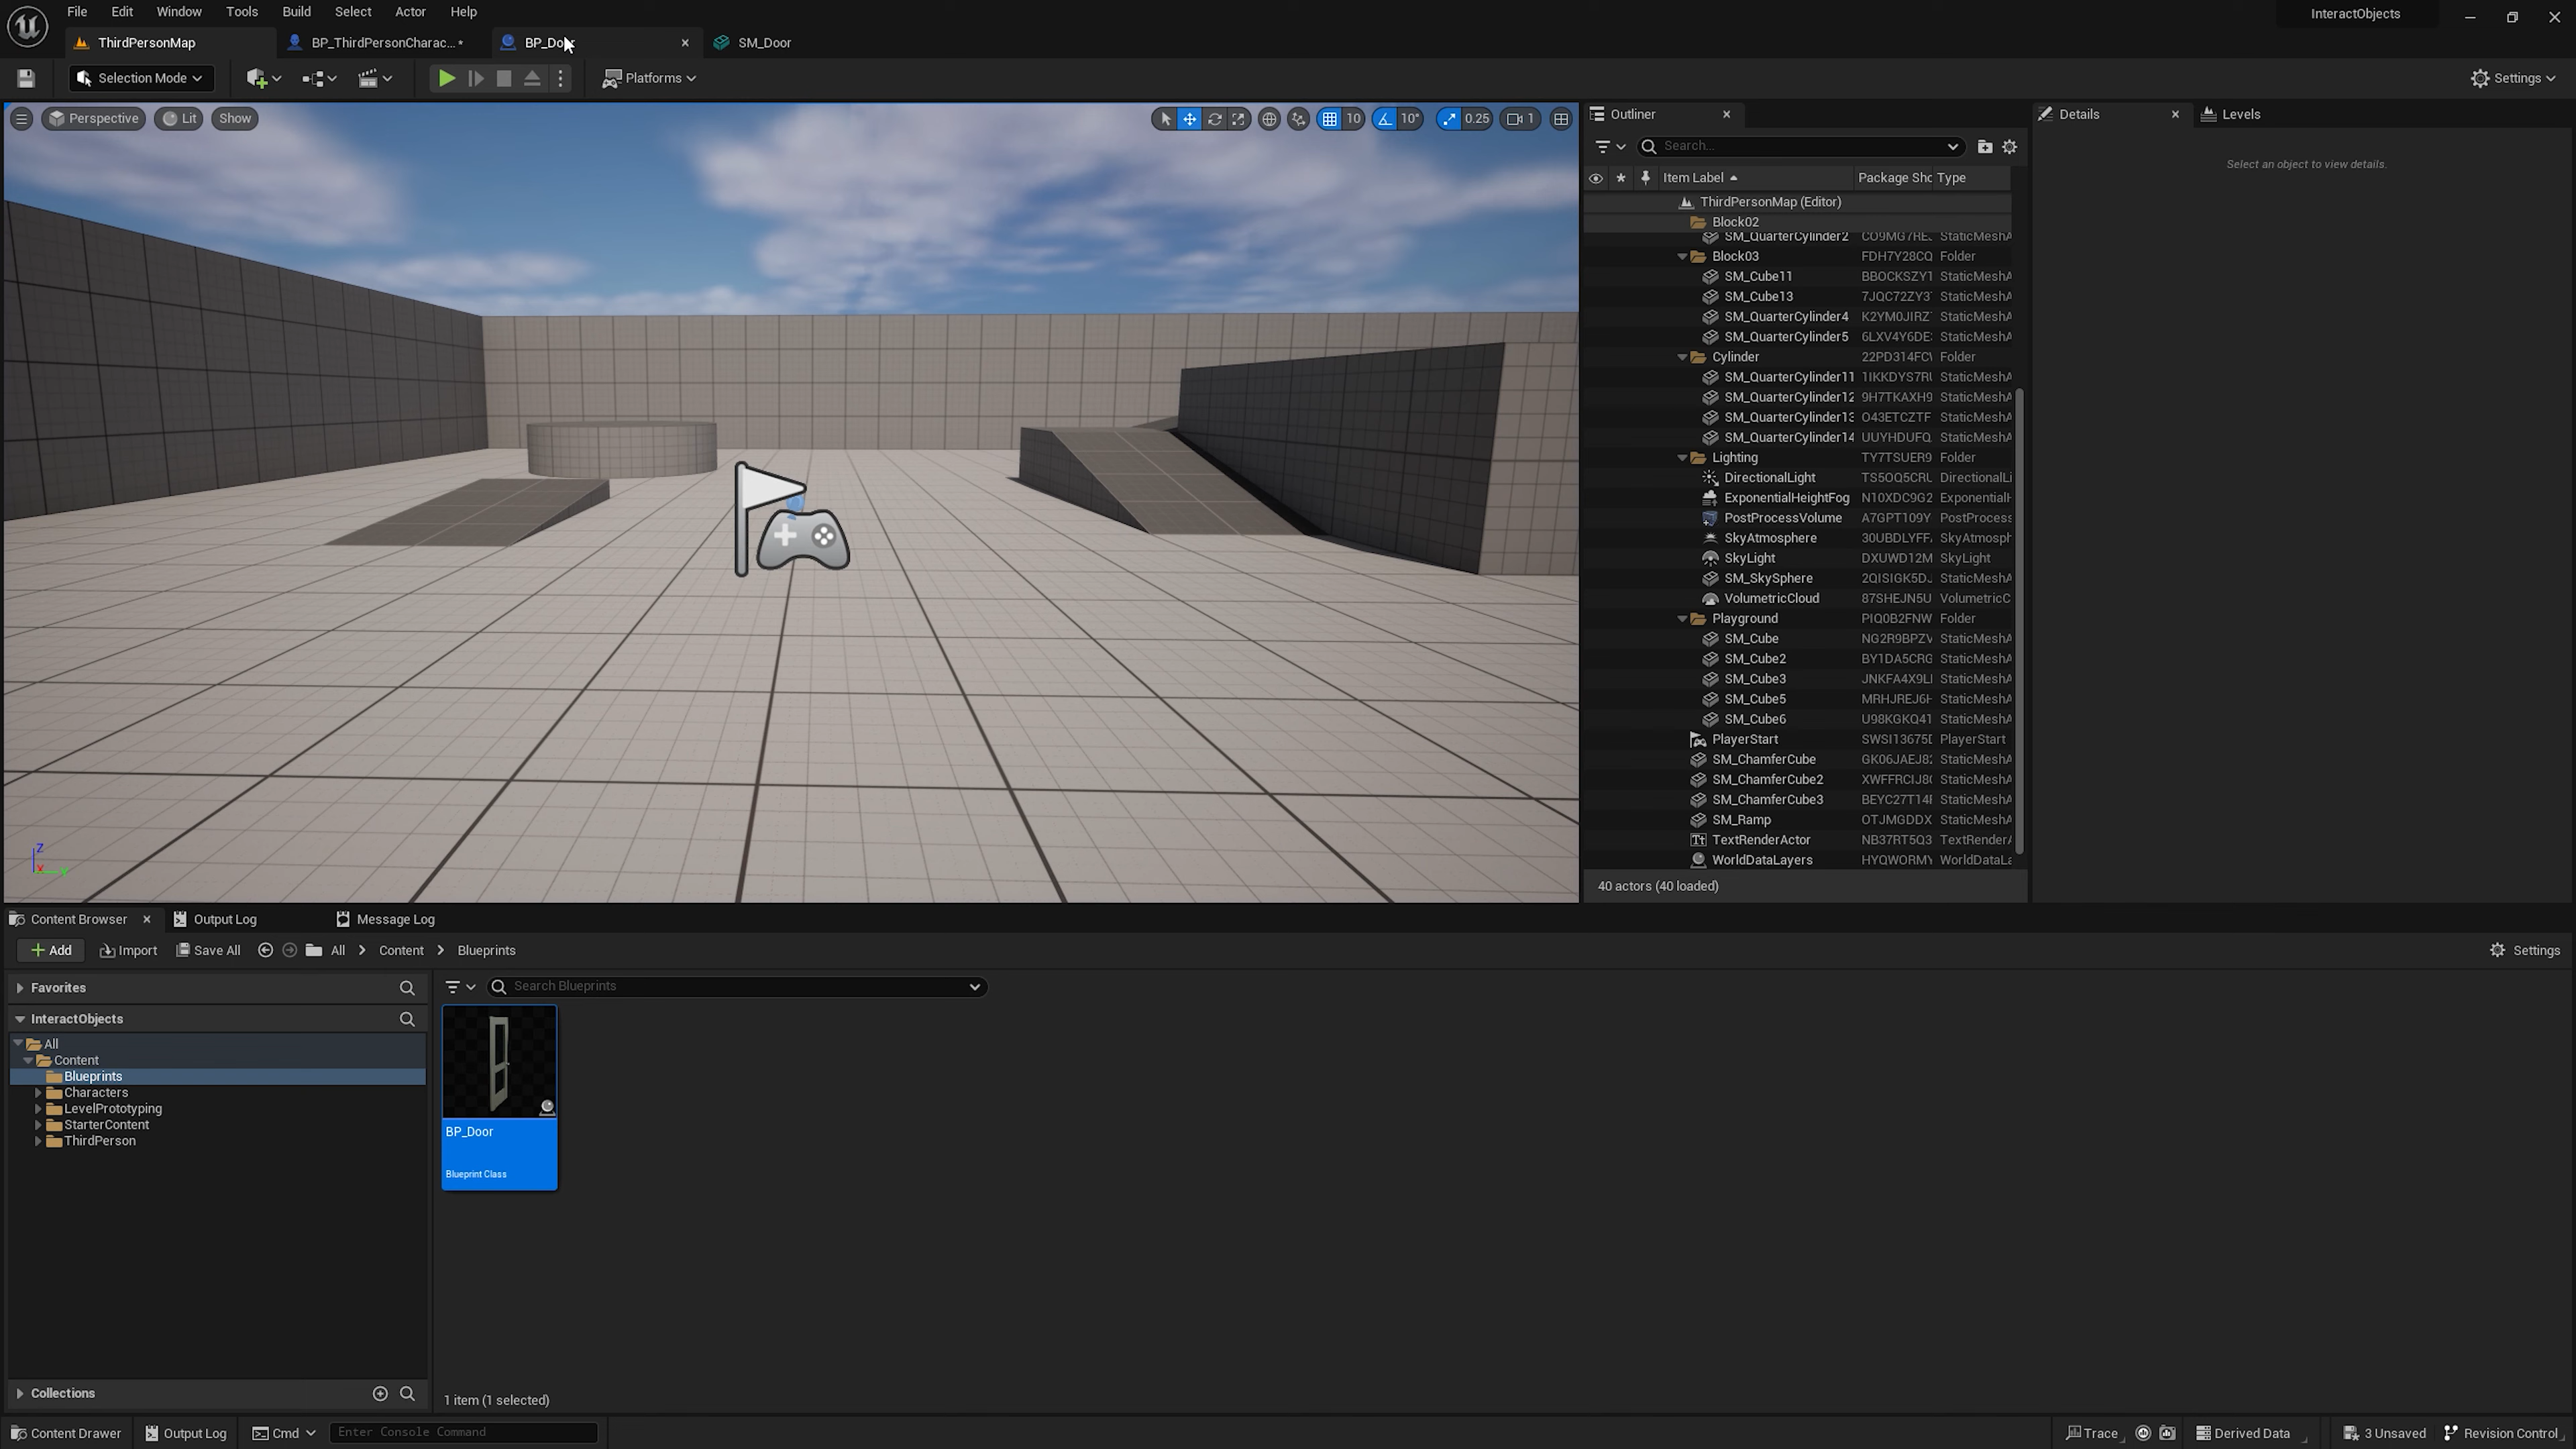 File Edit Window Tools Build Select Actor Help
InteractObjects
ThirdPersonMap
BP_ThirdPersonCharac... *
BP_Door
SM_Door
Selection Mode
Platforms
Settings
Perspective
Lit
Show
10
10°
0.25
1
Outliner
Details
Levels
Search...
Select an object to view details.
Item Label
Package Sho
Type
ThirdPersonMap (Editor)
Block02
SM_QuarterCylinder2
StaticMeshA
Block03 FDH7Y28CQ Folder
SM_Cube11 BBOCKSZY1 StaticMeshA
SM_Cube13 7JQC72ZY3 StaticMeshA
SM_QuarterCylinder4 K2YM0JIRZ StaticMeshA
SM_QuarterCylinder5 6LXV4Y6DE StaticMeshA
Cylinder 22PD314FC Folder
SM_QuarterCylinder11 1IKKDYS7R StaticMeshA
SM_QuarterCylinder12 9H7TKAXH9 StaticMeshA
SM_QuarterCylinder13 O43ETCZTF StaticMeshA
SM_QuarterCylinder14 UUYHDUFQ StaticMeshA
Lighting TY7TSUER9 Folder
DirectionalLight TS5OQ5CR DirectionalLi
ExponentialHeightFog N10XDC9G2 ExponentialH
PostProcessVolume A7GPT109Y PostProcess
SkyAtmosphere 30UBDLYFF SkyAtmosph
SkyLight DXUWD12M SkyLight
SM_SkySphere 2QISIGK5D StaticMeshA
VolumetricCloud 87SHEJN5U VolumetricC
Playground PIQ0B2FNW Folder
SM_Cube NG2R9BPZV StaticMeshA
SM_Cube2 BY1DA5CRG StaticMeshA
SM_Cube3 JNKFA4X9L StaticMeshA
SM_Cube5 MRHJREJ6H StaticMeshA
SM_Cube6 U98KGKQ41 StaticMeshA
PlayerStart SWSI13675 PlayerStart
SM_ChamferCube GK06JAEJ8 StaticMeshA
SM_ChamferCube2 XWFFRCIJ8 StaticMeshA
SM_ChamferCube3 BEYC27T14 StaticMeshA
SM_Ramp OTJMGDDX StaticMeshA
TextRenderActor NB37RT5Q3 TextRenderA
WorldDataLayers HYQWORMY WorldDataLa
40 actors (40 loaded)
Z
Y
Content Browser
Output Log
Message Log
Add
Import
Save All
All
Content
Blueprints
Settings
Favorites
Search Blueprints
InteractObjects
All
Content
Blueprints
Characters
LevelPrototyping
StarterContent
ThirdPerson
BP_Door
Blueprint Class
Collections
1 item (1 selected)
Content Drawer
Output Log
Cmd
Enter Console Command
Trace
Derived Data
3 Unsaved
Revision Control